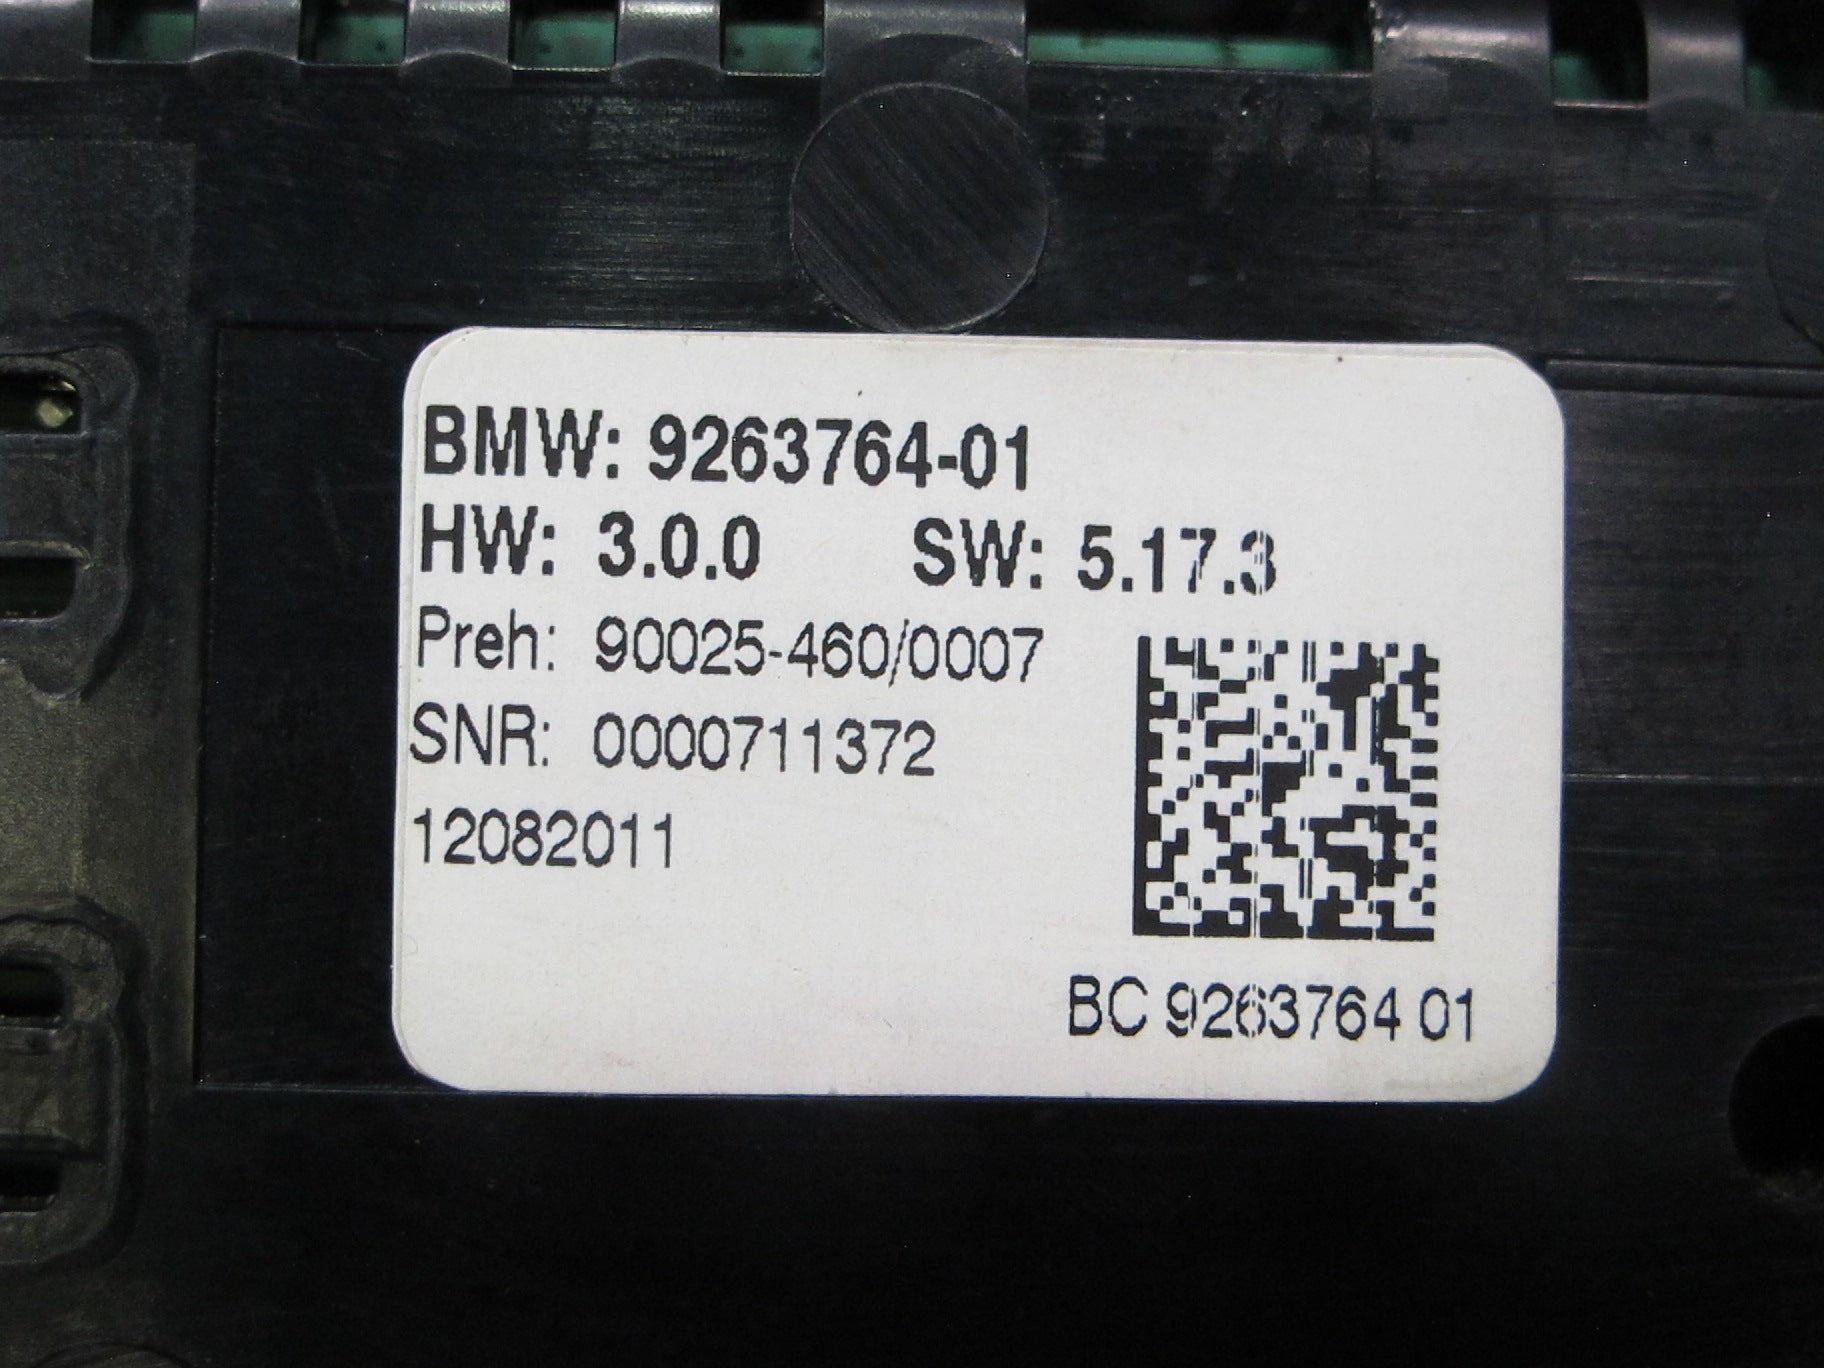 BMW: 9263764-01
HW: 3.0.0 SW: 5.17.3
Preh: 90025-460/0007
SNR: 0000711372
12082011
BC 9263764 01